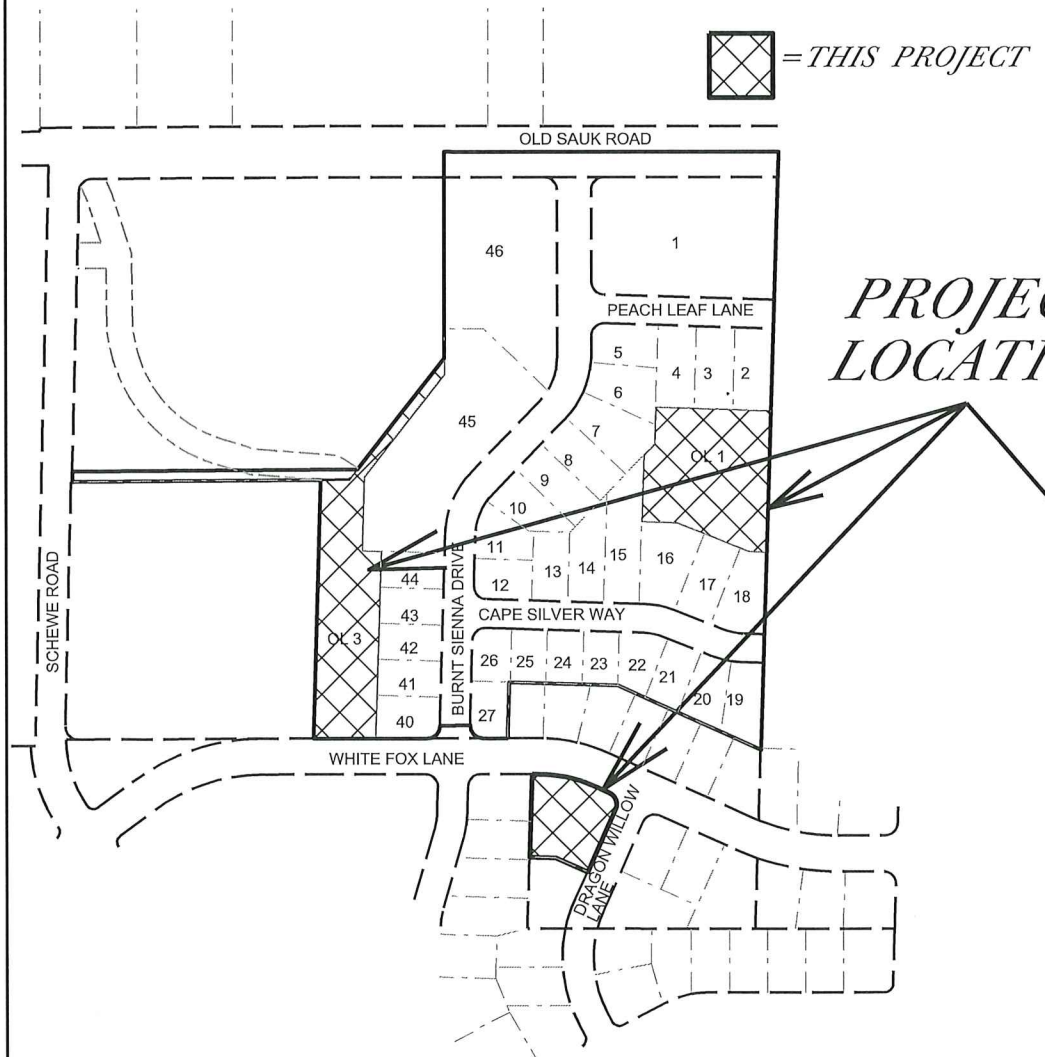 = THIS PROJECT
OLD SAUK ROAD
46
1
PEACH LEAF LANE
PROJEC
LOCATI
5
4
3
2
6
45
7
8
OL 1
9
10
11
15
16
12
13
14
17
18
44
BURNT SIENNA DRIVE
CAPE SILVER WAY
43
SCHEWE ROAD
OL 3
42
26
25
24
23
22
21
41
20
19
40
27
WHITE FOX LANE
DRAGON WILLOW
LANE